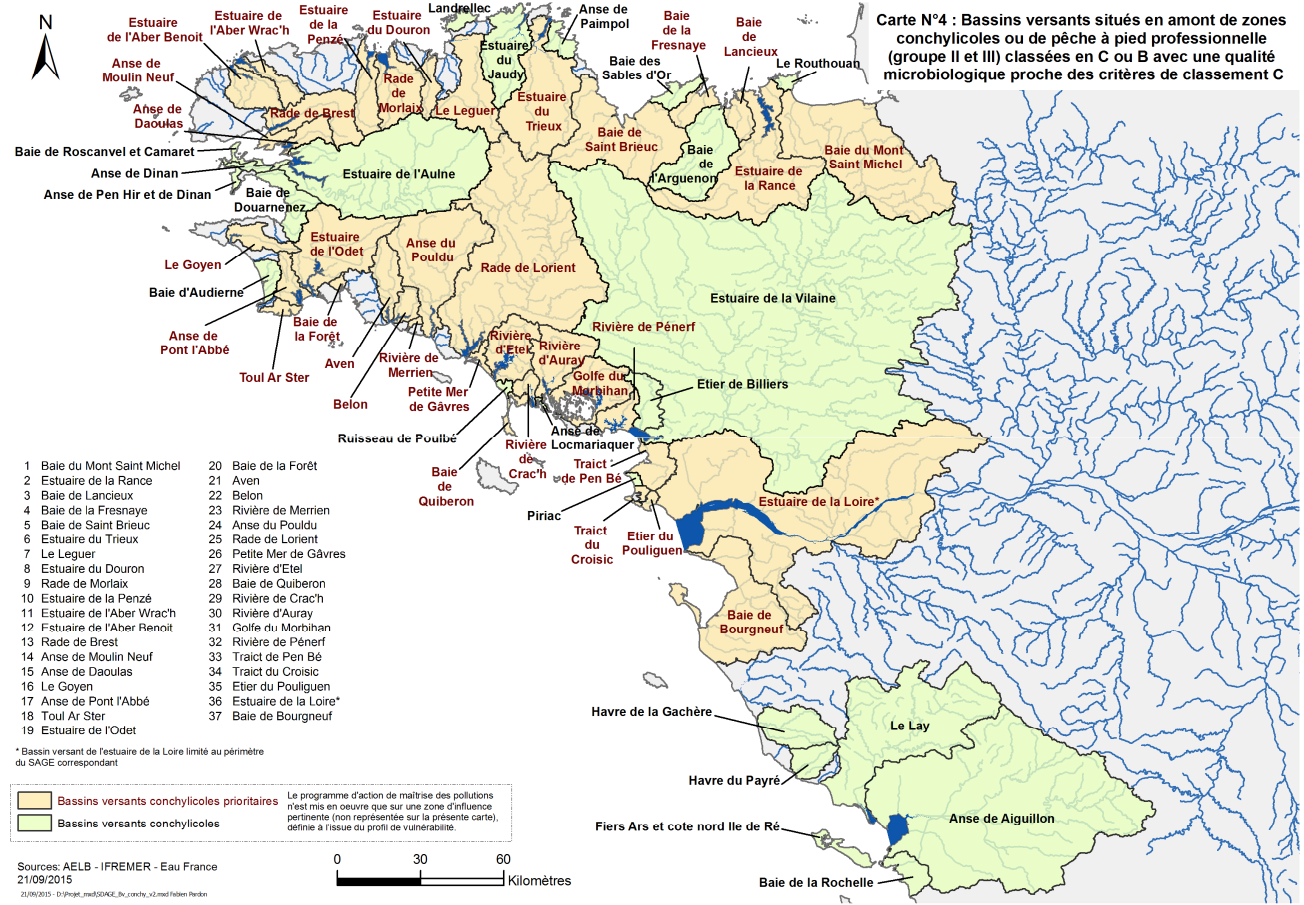 Carte N°4 : Bassins versants situés en amont de zones
conchylicoles ou de pêche à pied professionnelle
(groupe II et III) classées en C ou B avec une qualité
microbiologique proche des critères de classement C
N
Estuaire
de l'Aber Benoit
Estuaire de
l'Aber Wrac'h
Estuaire
de la
Penzé
Estuaire
du Douron
Landrellec
Estuaire
du
Jaudy
Anse de
Paimpol
Baie de
la
Fresnaye
Baie
de
Lancieux
Baie des
Sables d'Or
Le Routhouan
Anse de
Moulin Neuf
Anse de
Daoulas
Rade de Brest
Rade
de
Morlaix
Le Leguer
Estuaire
du
Trieux
Baie de
Saint Brieuc
Baie
de
l'Arguenon
Estuaire de
la Rance
Baie du Mont
Saint Michel
Baie de Roscanvel et Camaret
Anse de Dinan
Anse de Pen Hir et de Dinan
Baie de
Douarnenez
Estuaire de l'Aulne
Estuaire
de l'Odet
Anse du
Pouldu
Rade de Lorient
Le Goyen
Baie d'Audierne
Anse de
Pont l'Abbé
Toul Ar Ster
Baie de
la Forêt
Aven
Belon
Rivière de
Merrien
Petite Mer
de Gâvres
Rivière
d'Etel
Rivière
d'Auray
Golfe du
Morbihan
Rivière de Pénerf
Estuaire de la Vilaine
Etier de Billiers
Ruisseau de Poulbé
Anse de
Locmariaquer
Rivière
de
Crac'h
Baie
de
Quiberon
Traict
de Pen Bé
Piriac
Traict
du
Croisic
Etier du
Pouliguen
Estuaire de la Loire*
Baie de
Bourgneuf
Havre de la Gachère
Le Lay
Havre du Payré
Anse de Aiguillon
Fiers Ars et cote nord Ile de Ré
Baie de la Rochelle
1 Baie du Mont Saint Michel
2 Estuaire de la Rance
3 Baie de Lancieux
4 Baie de la Fresnaye
5 Baie de Saint Brieuc
6 Estuaire du Trieux
7 Le Leguer
8 Estuaire du Douron
9 Rade de Morlaix
10 Estuaire de la Penzé
11 Estuaire de l'Aber Wrac'h
12 Estuaire de l'Aber Benoit
13 Rade de Brest
14 Anse de Moulin Neuf
15 Anse de Daoulas
16 Le Goyen
17 Anse de Pont l'Abbé
18 Toul Ar Ster
19 Estuaire de l'Odet
20 Baie de la Forêt
21 Aven
22 Belon
23 Rivière de Merrien
24 Anse du Pouldu
25 Rade de Lorient
26 Petite Mer de Gâvres
27 Rivière d'Etel
28 Baie de Quiberon
29 Rivière de Crac'h
30 Rivière d'Auray
31 Golfe du Morbihan
32 Rivière de Pénerf
33 Traict de Pen Bé
34 Traict du Croisic
35 Etier du Pouliguen
36 Estuaire de la Loire*
37 Baie de Bourgneuf
* Bassin versant de l'estuaire de la Loire limité au périmètre
du SAGE correspondant
Bassins versants conchylicoles prioritaires
Bassins versants conchylicoles
Le programme d'action de maîtrise des pollutions
n'est mis en oeuvre que sur une zone d'influence
pertinente (non représentée sur la présente carte),
définie à l'issue du profil de vulnérabilité.
Sources: AELB - IFREMER - Eau France
21/09/2015
21/09/2015 - D:\Projet_mxd\SDAGE_Bv_conchy_v2.mxd Fabien Perdon
0 30 60
Kilomètres